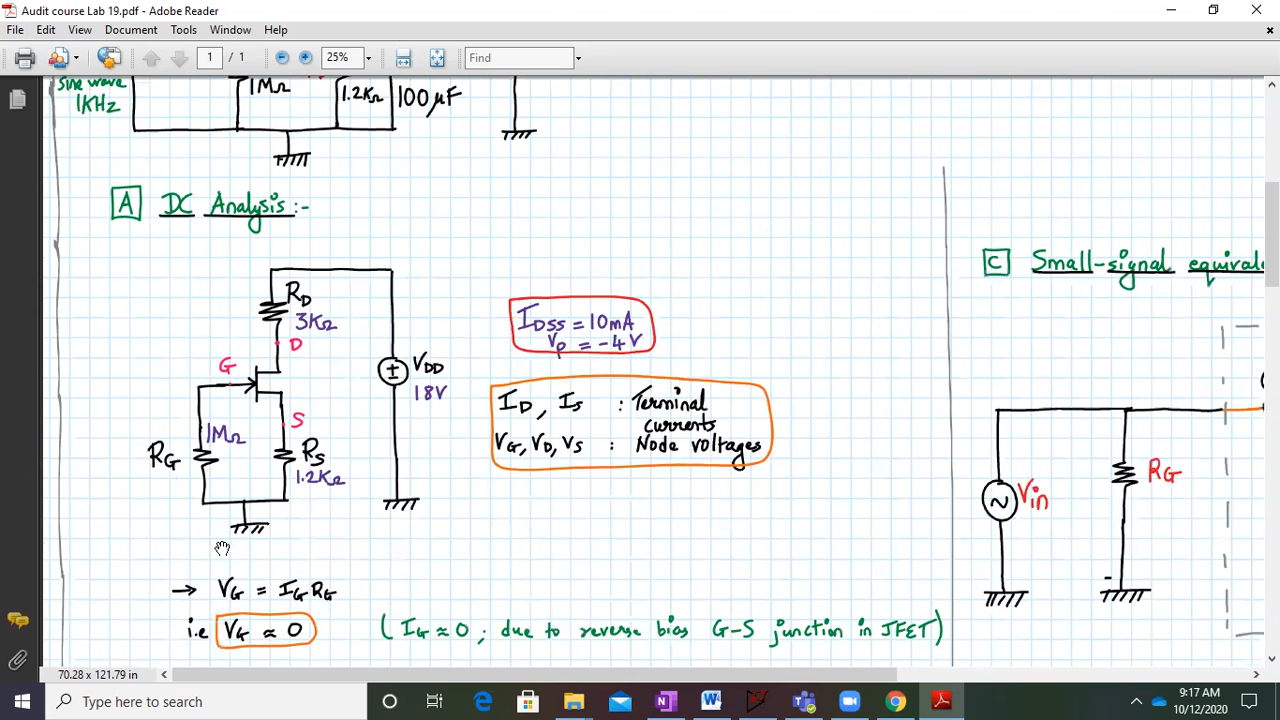 Audit course Lab 19.pdf - Adobe Reader
File Edit View Document Tools Window Help
1 / 1 25% Find
sine wave
1KHz
1MΩ
1.2KΩ
100μF
A DC Analysis :-
RD
3KΩ
D
G
S
1MΩ
RG
RS
1.2KΩ
VDD
18V
IDSS = 10mA
Vp = -4V
ID, IS : Terminal
currents
VG, VD, VS : Node voltages
→ VG = IG RG
i.e VG ≈ 0 ( IG ≈ 0 ; due to reverse bias G-S junction in JFET)
C Small-signal equivale
Vin
RG
70.28 x 121.79 in
Type here to search
9:17 AM
10/12/2020